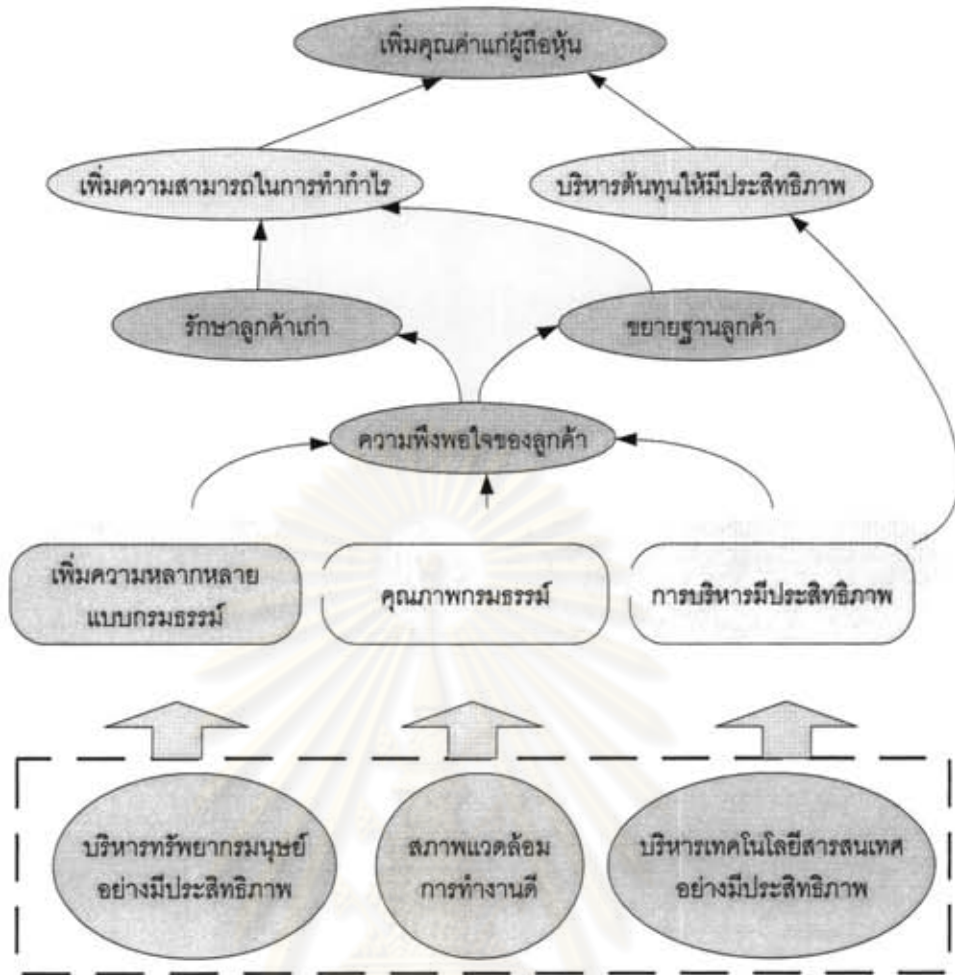 เพิ่มคุณค่าแก่ผู้ถือหุ้น
เพิ่มความสามารถในการทำกำไร
บริหารต้นทุนให้มีประสิทธิภาพ
รักษาลูกค้าเก่า
ขยายฐานลูกค้า
ความพึงพอใจของลูกค้า
เพิ่มความหลากหลาย
แบบกรมธรรม์
คุณภาพกรมธรรม์
การบริหารมีประสิทธิภาพ
บริหารทรัพยากรมนุษย์
อย่างมีประสิทธิภาพ
สภาพแวดล้อม
การทำงานดี
บริหารเทคโนโลยีสารสนเทศ
อย่างมีประสิทธิภาพ